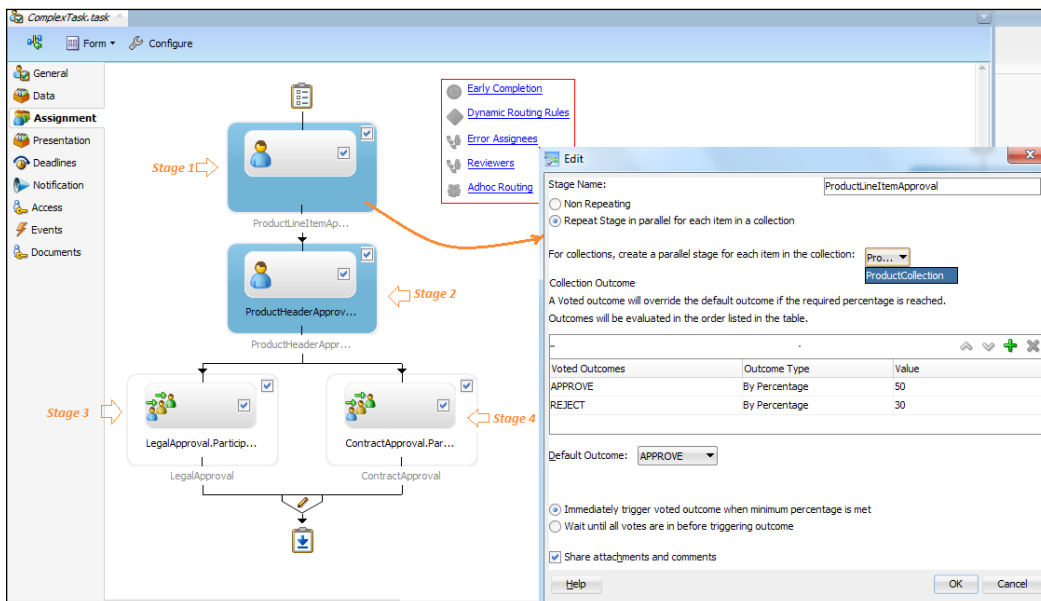 ComplexTask.task
Form
Configure
General
Data
Assignment
Presentation
Deadlines
Notification
Access
Events
Documents
Stage 1
ProductLineItemAp...
Stage 2
ProductHeaderApprov...
ProductHeaderAppr...
Stage 3
LegalApproval.Particip...
LegalApproval
Stage 4
ContractApproval.Par...
ContractApproval
Early Completion
Dynamic Routing Rules
Error Assignees
Reviewers
Adhoc Routing
Edit
Stage Name: ProductLineItemApproval
Non Repeating
Repeat Stage in parallel for each item in a collection
For collections, create a parallel stage for each item in the collection: Pro...
ProductCollection
Collection Outcome
A Voted outcome will override the default outcome if the required percentage is reached.
Outcomes will be evaluated in the order listed in the table.
Voted Outcomes Outcome Type Value
APPROVE By Percentage 50
REJECT By Percentage 30
Default Outcome: APPROVE
Immediately trigger voted outcome when minimum percentage is met
Wait until all votes are in before triggering outcome
Share attachments and comments
Help
OK
Cancel